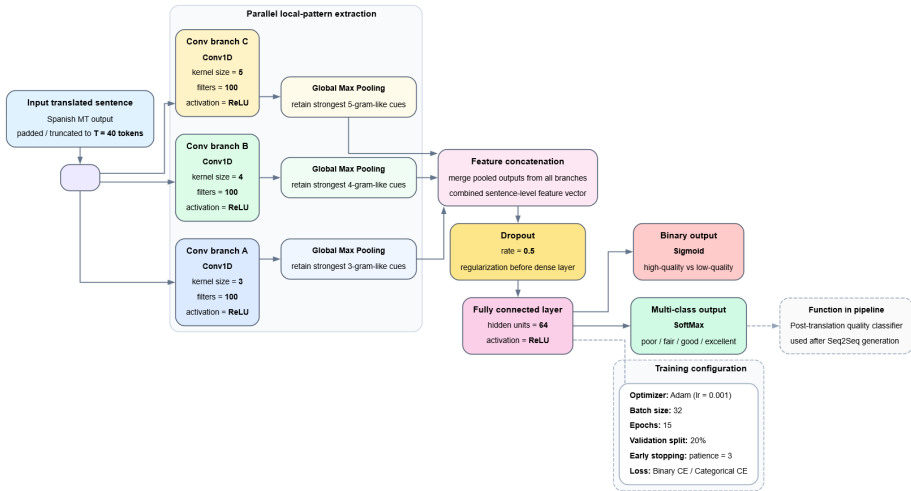 Parallel local-pattern extraction
Conv branch C
Conv1D
kernel size = 5
filters = 100
activation = ReLU
Global Max Pooling
retain strongest 5-gram-like cues
Input translated sentence
Spanish MT output
padded / truncated to T = 40 tokens
Conv branch B
Conv1D
kernel size = 4
filters = 100
activation = ReLU
Global Max Pooling
retain strongest 4-gram-like cues
Feature concatenation
merge pooled outputs from all branches
combined sentence-level feature vector
Conv branch A
Conv1D
kernel size = 3
filters = 100
activation = ReLU
Global Max Pooling
retain strongest 3-gram-like cues
Dropout
rate = 0.5
regularization before dense layer
Binary output
Sigmoid
high-quality vs low-quality
Fully connected layer
hidden units = 64
activation = ReLU
Multi-class output
SoftMax
poor / fair / good / excellent
Function in pipeline
Post-translation quality classifier
used after Seq2Seq generation
Training configuration
Optimizer: Adam (lr = 0.001)
Batch size: 32
Epochs: 15
Validation split: 20%
Early stopping: patience = 3
Loss: Binary CE / Categorical CE